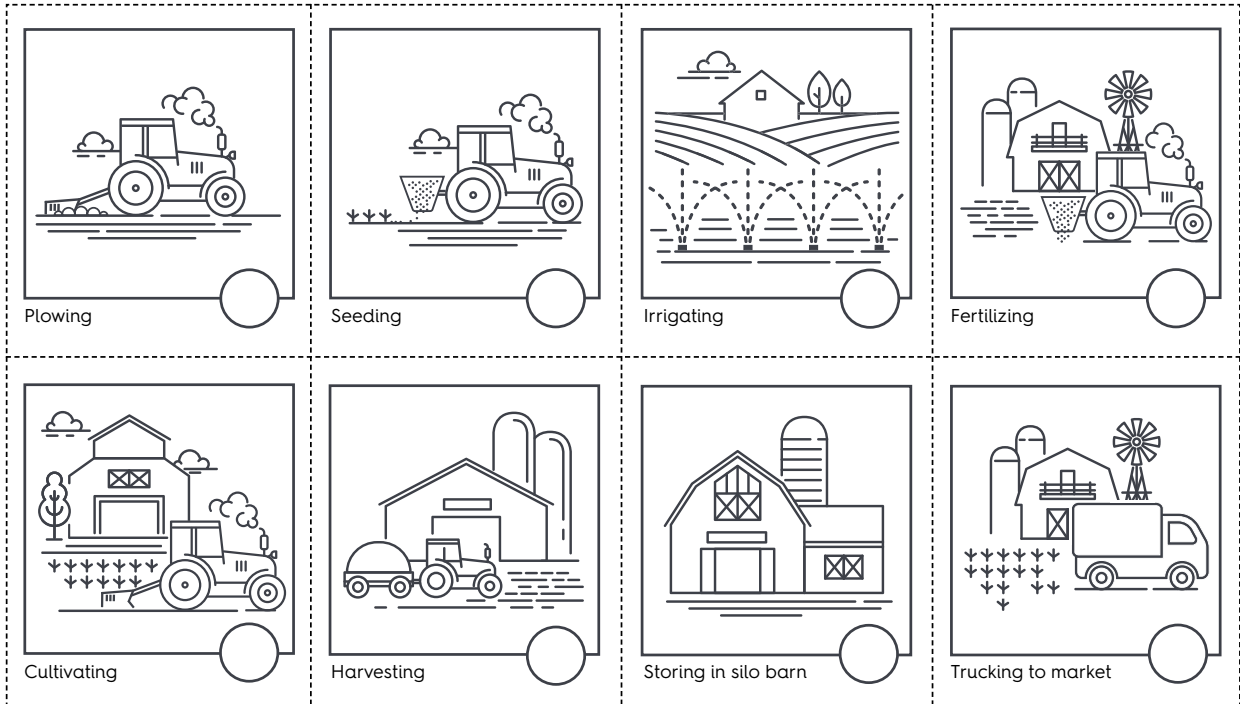 Plowing
Seeding
Irrigating
Fertilizing
Cultivating
Harvesting
Storing in silo barn
Trucking to market